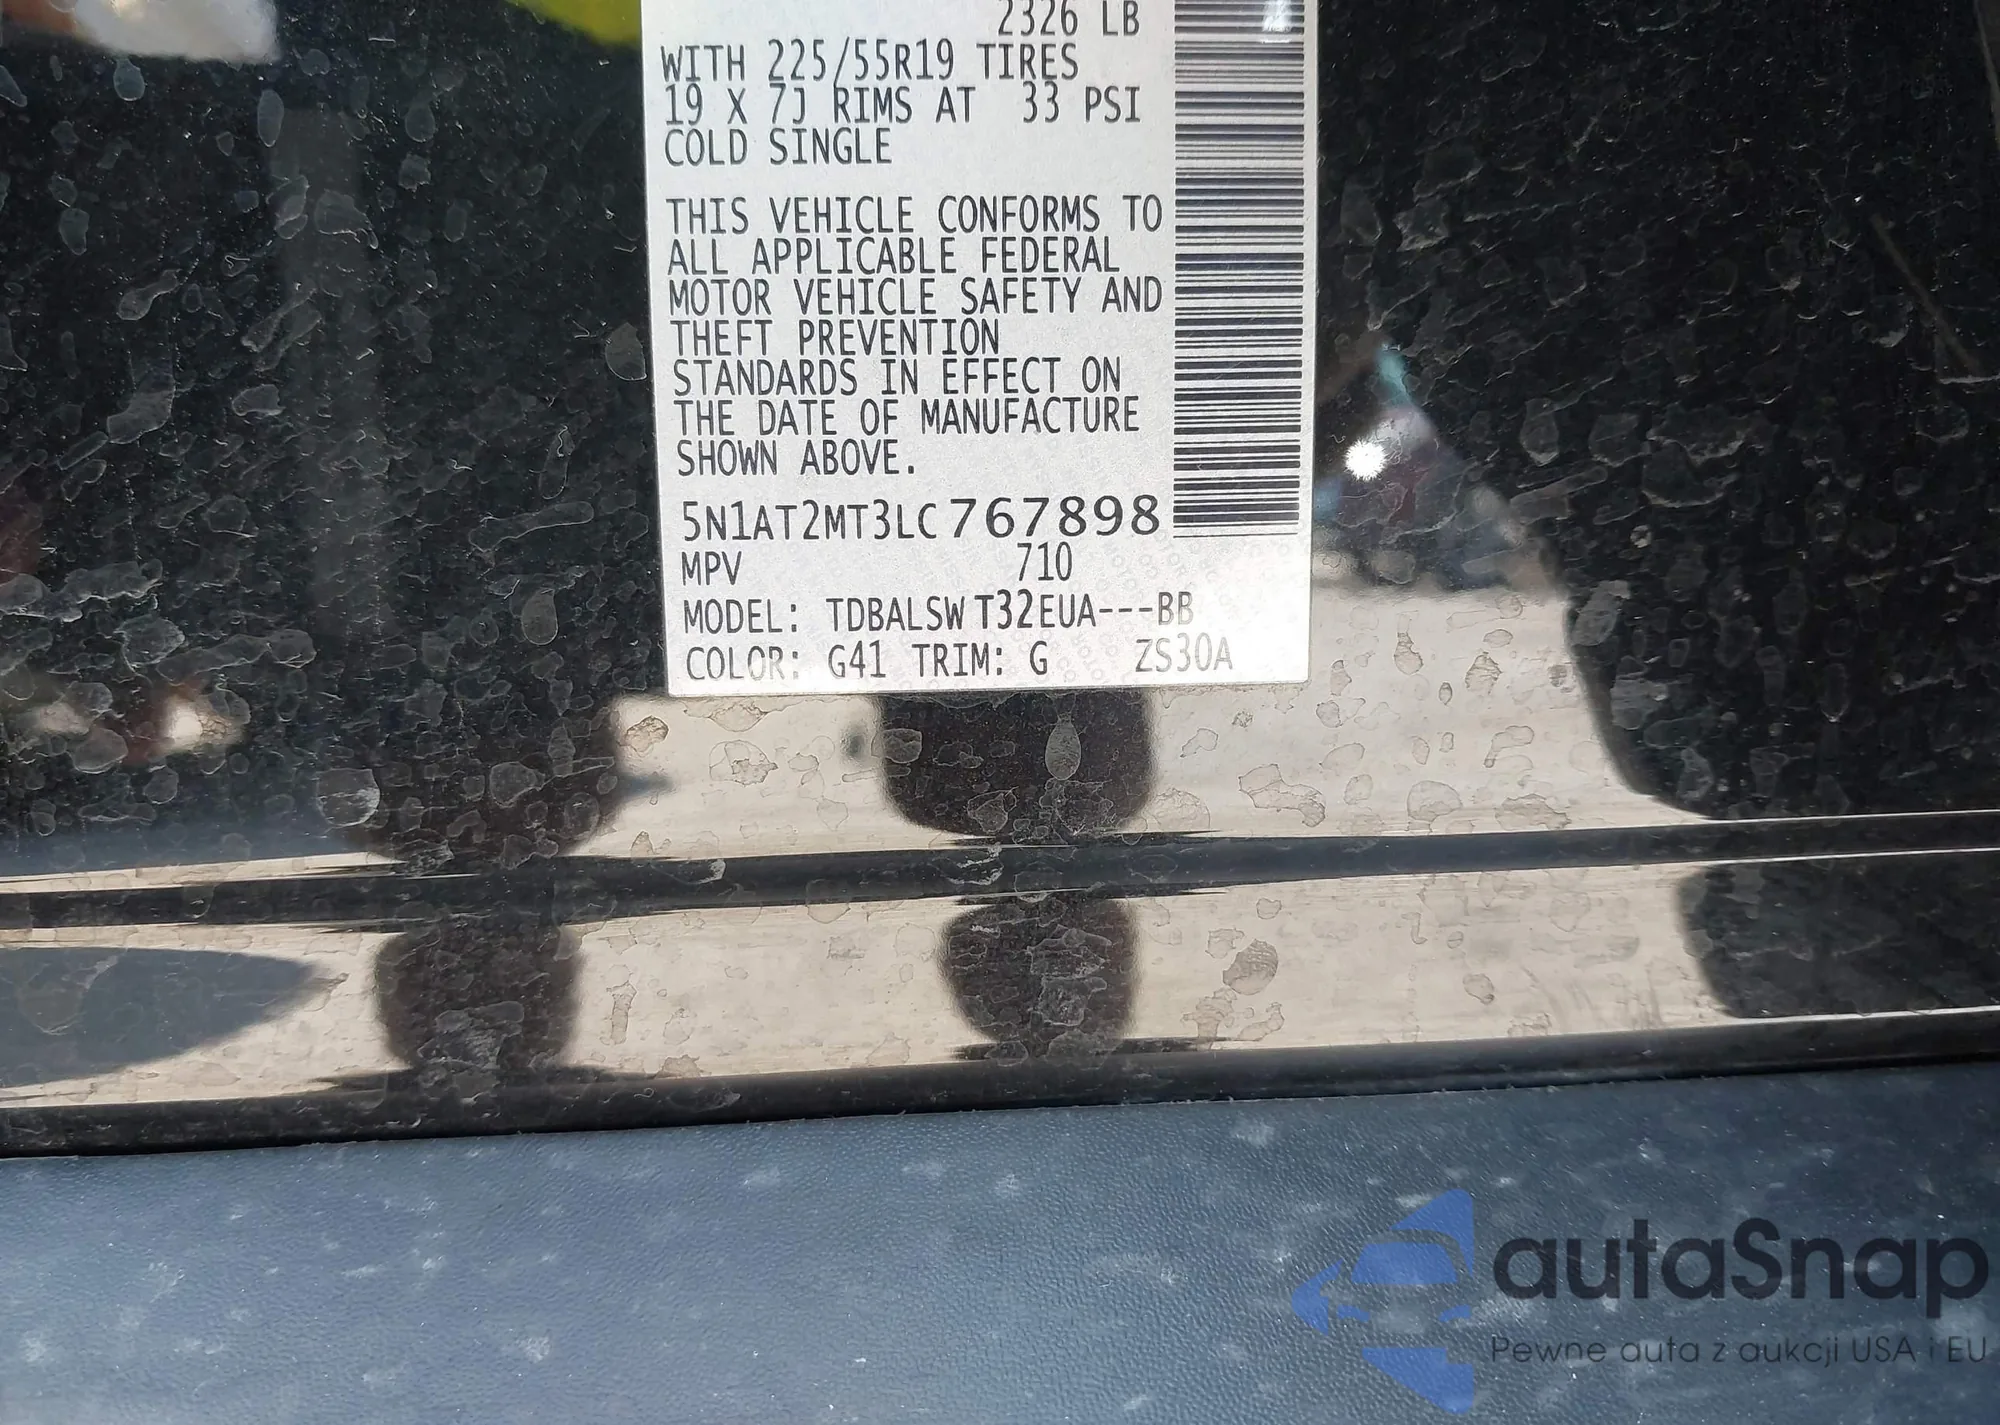 2326 LB
WITH 225/55R19 TIRES
19 X 7J RIMS AT 33 PSI
COLD SINGLE
THIS VEHICLE CONFORMS TO
ALL APPLICABLE FEDERAL
MOTOR VEHICLE SAFETY AND
THEFT PREVENTION
STANDARDS IN EFFECT ON
THE DATE OF MANUFACTURE
SHOWN ABOVE.
5N1AT2MT3LC767898
MPV 710
MODEL: TDBALSW T32EUA---BB
COLOR: G41 TRIM: G ZS30A
autaSnap
Pewne auta z aukcji USA i EU